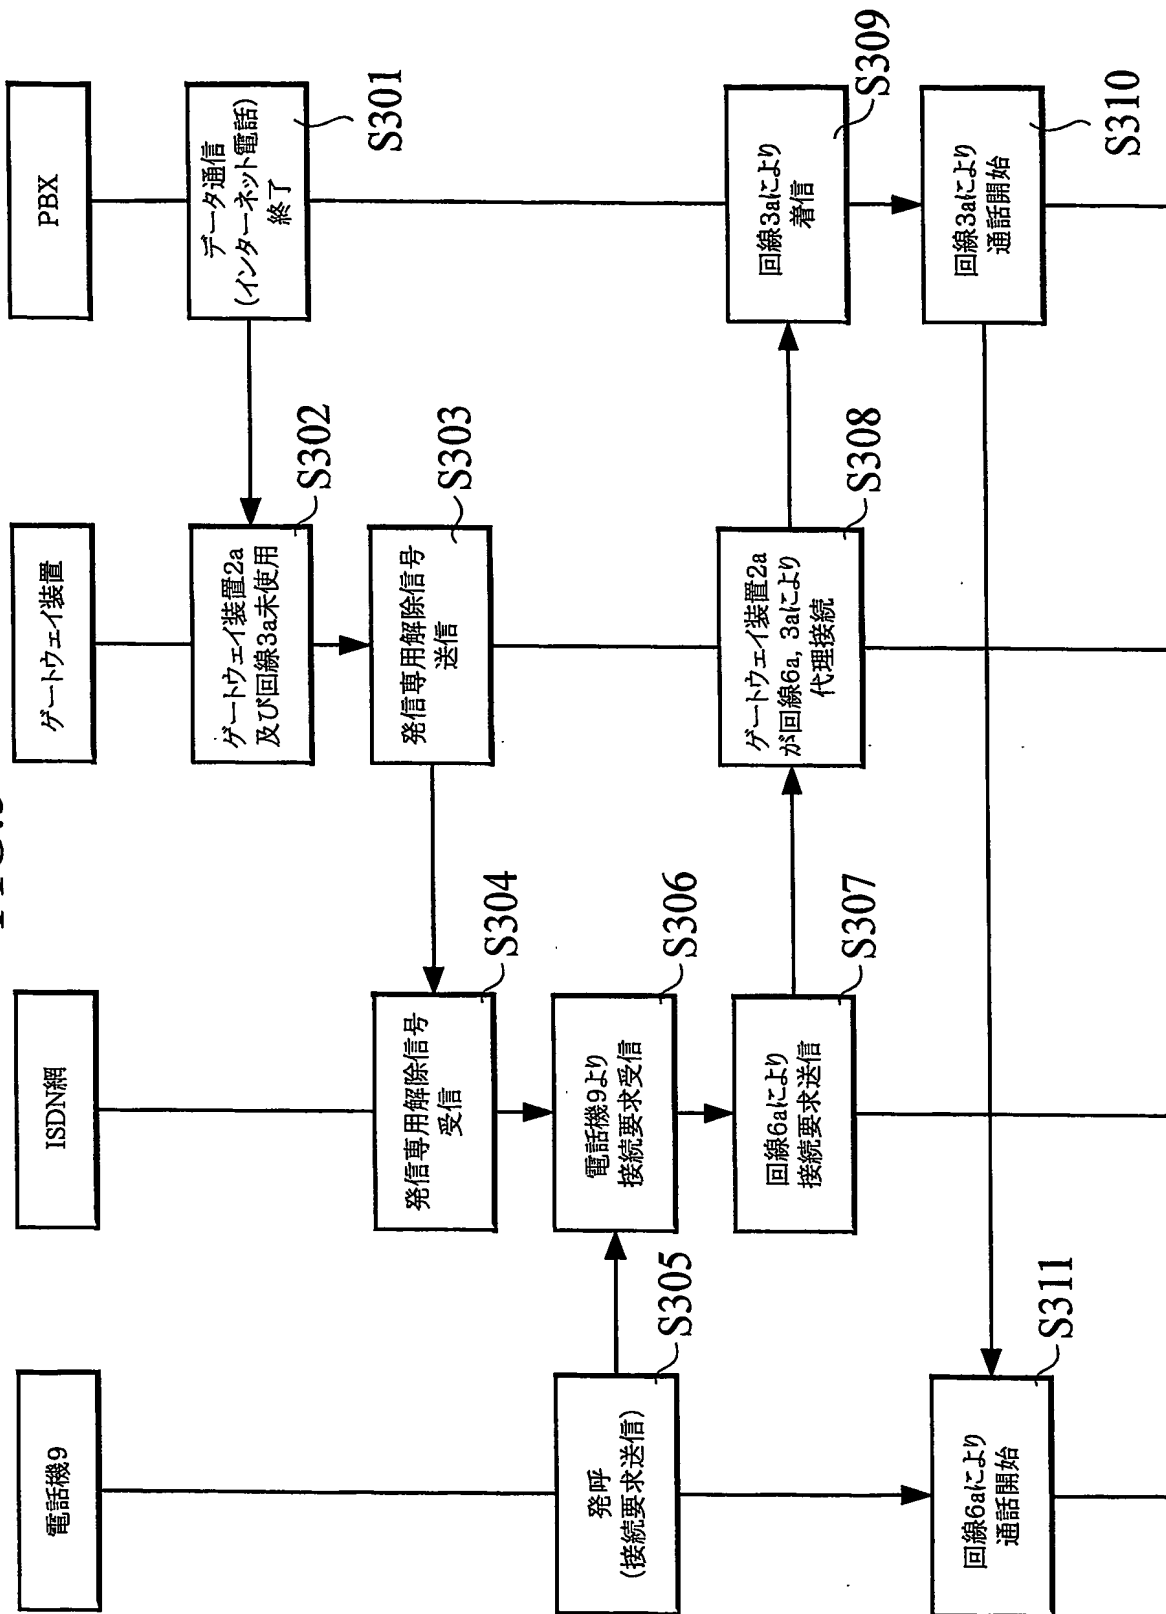 電話機9
ISDN網
ゲートウェイ装置
PBX
データ通信
(インターネット電話)
終了
S301
ゲートウェイ装置2a
及び回線3a未使用
S302
発信専用解除信号
送信
S303
発信専用解除信号
受信
S304
発呼
(接続要求送信)
S305
電話機9より
接続要求受信
S306
回線6aにより
接続要求送信
S307
ゲートウェイ装置2a
が回線6a, 3aにより
代理接続
S308
回線3aにより
着信
S309
回線3aにより
通話開始
S310
回線6aにより
通話開始
S311